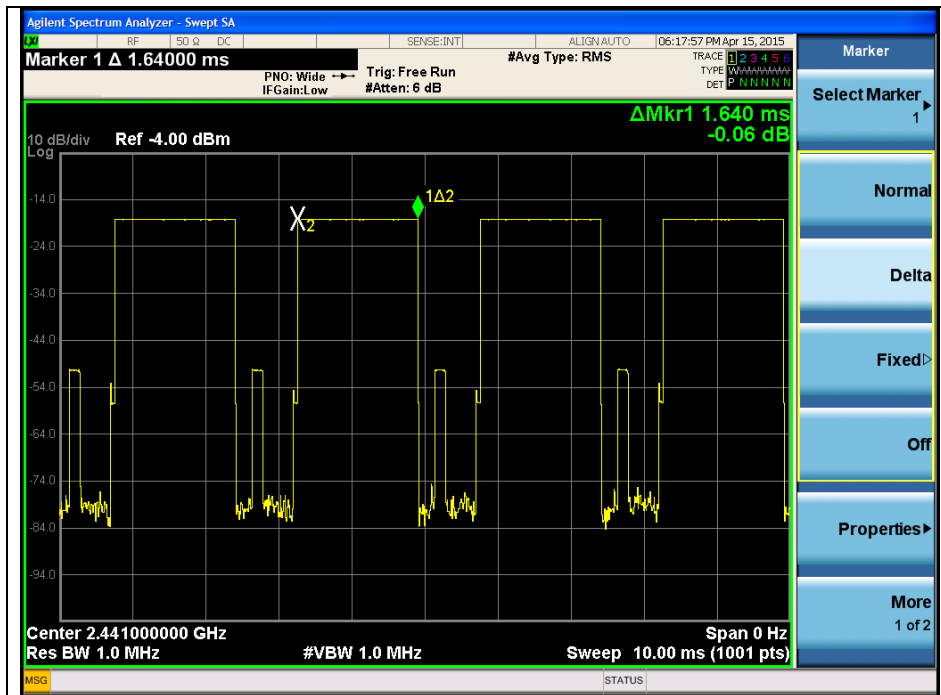 Agilent Spectrum Analyzer - Swept SA
LXI RF 50 Ω DC SENSE:INT ALIGN AUTO 06:17:57 PM Apr 15, 2015
Marker 1 Δ 1.64000 ms
PNO: Wide
IFGain:Low
Trig: Free Run
#Atten: 6 dB
#Avg Type: RMS
TRACE 1 2 3 4 5 6
TYPE W
DET P N N N N N
ΔMkr1 1.640 ms
-0.06 dB
10 dB/div Ref -4.00 dBm
Log
-14.0
-24.0
-34.0
-44.0
-54.0
-64.0
-74.0
-84.0
-94.0
1Δ2
X2
Center 2.441000000 GHz Span 0 Hz
Res BW 1.0 MHz #VBW 1.0 MHz Sweep 10.00 ms (1001 pts)
MSG STATUS
Marker
Select Marker
1
Normal
Delta
Fixed
Off
Properties
More
1 of 2